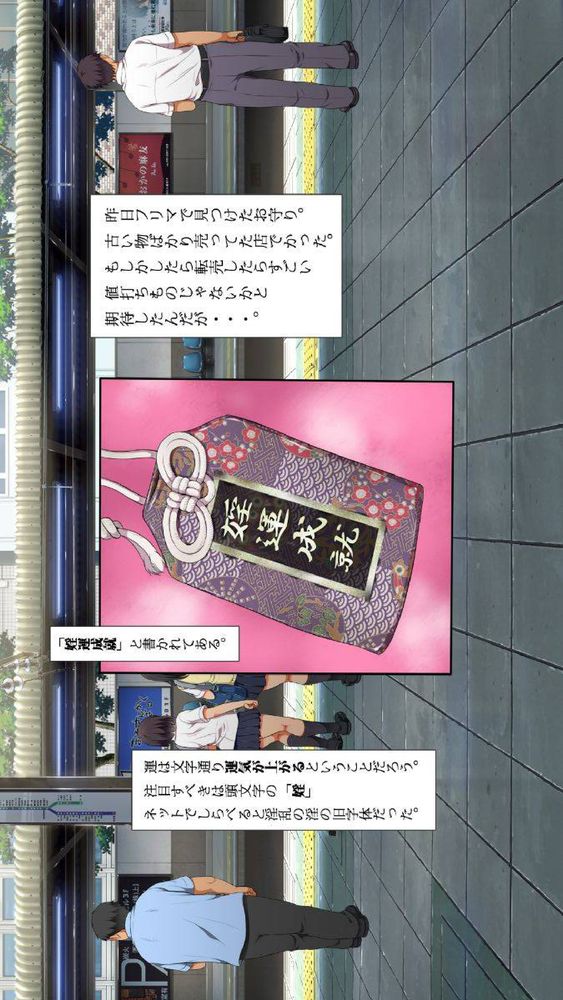 昨日フリマで見つけたお守り。
古い物ばかり売ってた店でかった。
もしかしたら転売したらすごい
値打ちものじゃないかと
期待したんだが・・・。
婬運成就
「婬運成就」と書かれてある。
運は文字通り運気が上がるということだろう。
注目すべきは頭文字の「婬」
ネットでしらべると淫乱の淫の旧字体だった。
おかの麻友